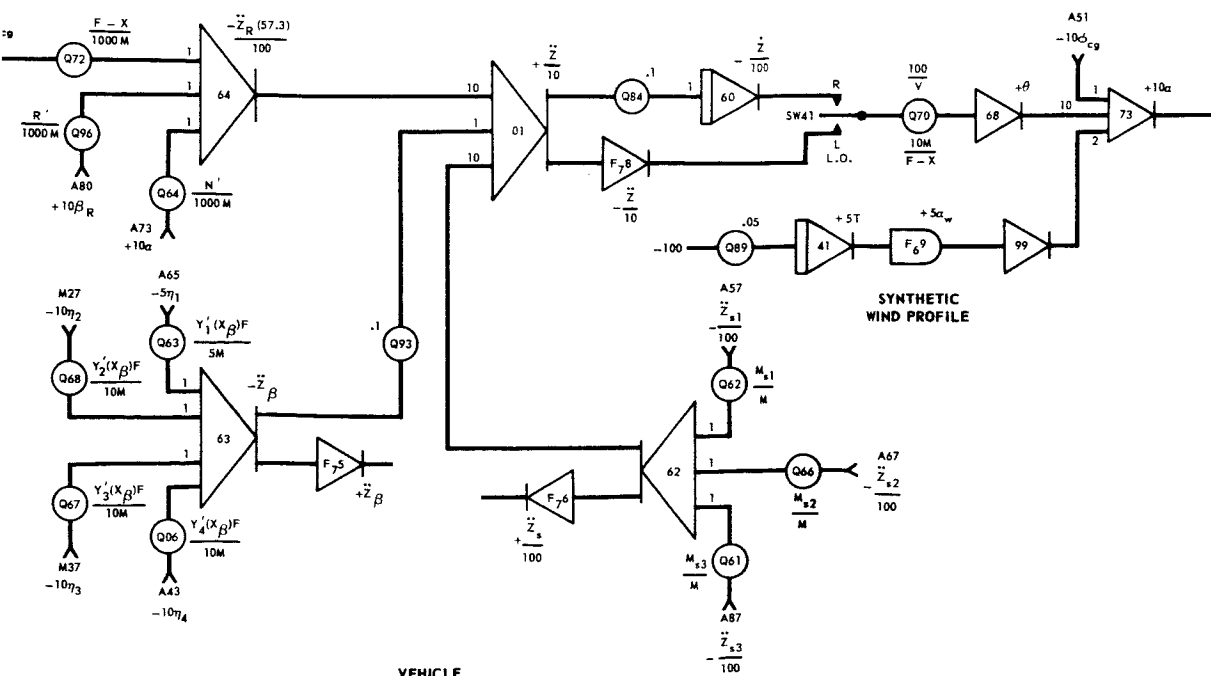 cg
F – X
1000 M
Q72
1
R'
1000 M
Q96
1
A80
+10βR
Q64
N'
1000 M
1
A73
+10α
64
–Z̈R (57.3)
100
10
1
10
01
+ Z̈
10
.1
Q84
1
60
– Ż
100
F78
– Z̈
10
R
SW41
L
L.O.
100
V
Q70
10M
F – X
68
+θ
A51
–10φcg
1
10
2
73
+10α
–100
.05
Q89
41
+ 5T
F69
+ 5αw
99
SYNTHETIC
WIND PROFILE
M27
–10η2
A65
–5η1
Q63
Y1'(Xβ)F
5M
Q68
Y2'(Xβ)F
10M
1
1
1
63
–Z̈β
.1
Q93
F75
+Z̈β
Q67
Y3'(Xβ)F
10M
M37
–10η3
Q06
Y4'(Xβ)F
10M
A43
–10η4
A57
– Z̈s1
100
Q62
Ms1
M
1
1
1
62
Q66
Ms2
M
A67
– Z̈s2
100
F76
+ Z̈s
100
Ms3
M
Q61
A87
– Z̈s3
100
VEHICLE